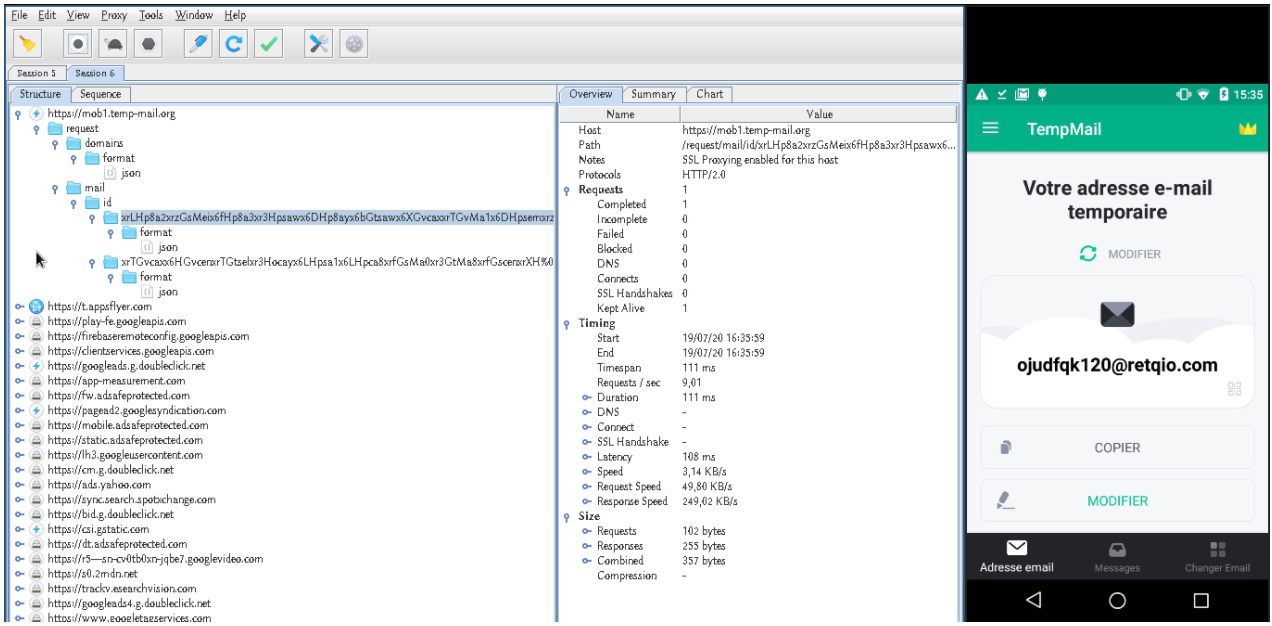 File Edit View Proxy Tools Window Help
Session 5 Session 6
Structure Sequence
https://mob1.temp-mail.org
request
domains
format
json
mail
id
xrLHp8a2xrzGsMeix6fHp8a3xr3Hpsawx6DHp8ayx6bGtsawx6XGvcaxxrTGvMa1x6DHpsemxrz
format
json
xrTGvcaxx6HGvcenxrTGtselxr3Hocayx6LHpsa1x6LHpca8xrfGsMa0xr3GtMa8xrfGscenxrXH%0
format
json
https://t.appsflyer.com
https://play-fe.googleapis.com
https://firebaseremoteconfig.googleapis.com
https://clientservices.googleapis.com
https://googleads.g.doubleclick.net
https://app-measurement.com
https://fw.adsafeprotected.com
https://pagead2.googlesyndication.com
https://mobile.adsafeprotected.com
https://static.adsafeprotected.com
https://lh3.googleusercontent.com
https://cm.g.doubleclick.net
https://ads.yahoo.com
https://sync.search.spotxchange.com
https://bid.g.doubleclick.net
https://csi.gstatic.com
https://dt.adsafeprotected.com
https://r5---sn-cv0tb0xn-jqbe7.googlevideo.com
https://s0.2mdn.net
https://trackv.esearchvision.com
https://googleads4.g.doubleclick.net
https://www.googletagservices.com
Overview Summary Chart
Name Value
Host https://mob1.temp-mail.org
Path /request/mail/id/xrLHp8a2xrzGsMeix6fHp8a3xr3Hpsawx6...
Notes SSL Proxying enabled for this host
Protocols HTTP/2.0
Requests 1
Completed 1
Incomplete 0
Failed 0
Blocked 0
DNS 0
Connects 0
SSL Handshakes 0
Kept Alive 1
Timing
Start 19/07/20 16:35:59
End 19/07/20 16:35:59
Timespan 111 ms
Requests / sec 9,01
Duration 111 ms
DNS -
Connect -
SSL Handshake -
Latency 108 ms
Speed 3,14 KB/s
Request Speed 49,80 KB/s
Response Speed 249,02 KB/s
Size
Requests 102 bytes
Responses 255 bytes
Combined 357 bytes
Compression -
15:35
TempMail
Votre adresse e-mail
temporaire
MODIFIER
ojudfqk120@retqio.com
COPIER
MODIFIER
Adresse email Messages Changer Email